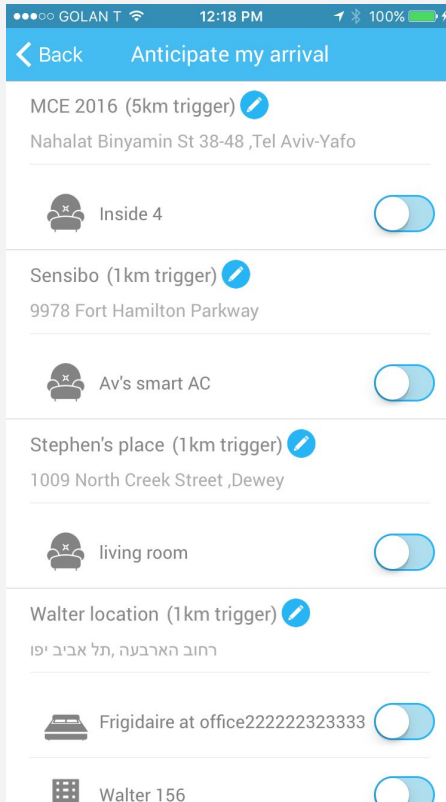 GOLAN T 12:18 PM 100%
Back Anticipate my arrival
MCE 2016 (5km trigger)
Nahalat Binyamin St 38-48 ,Tel Aviv-Yafo
Inside 4
Sensibo (1km trigger)
9978 Fort Hamilton Parkway
Av's smart AC
Stephen's place (1km trigger)
1009 North Creek Street ,Dewey
living room
Walter location (1km trigger)
רחוב הארבעה ,תל אביב יפו
Frigidaire at office222222323333
Walter 156